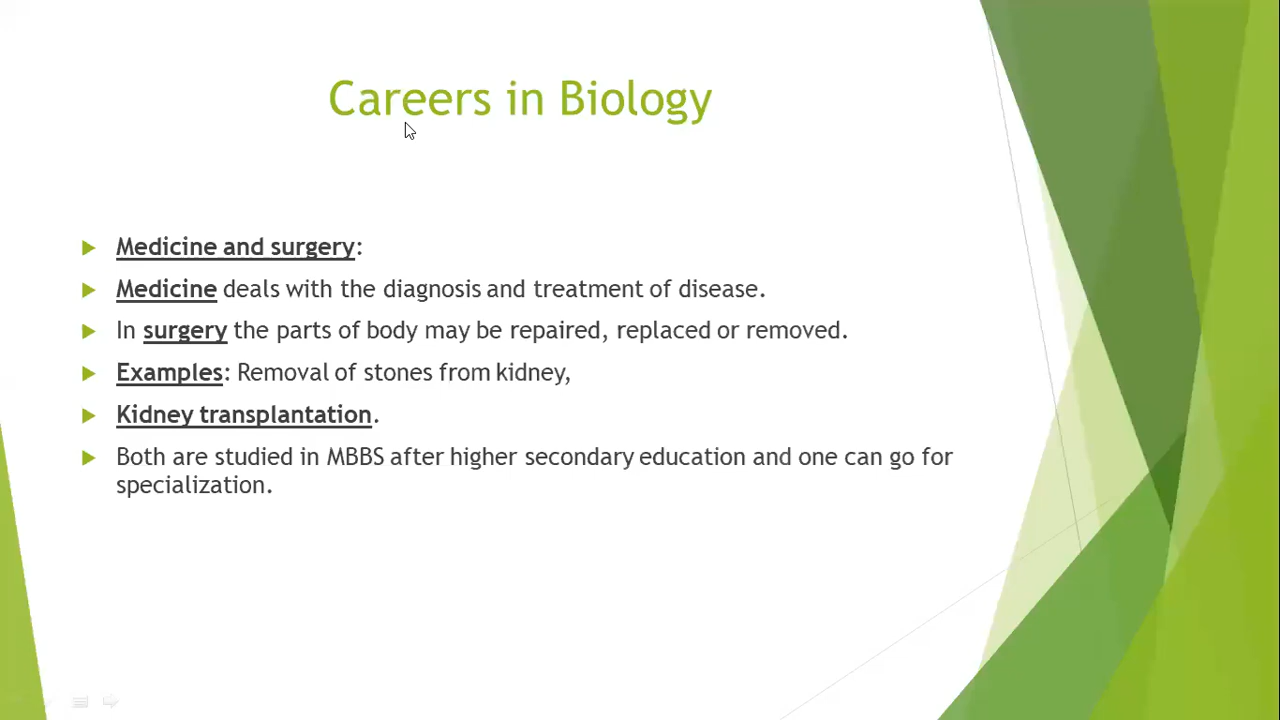 Careers in Biology
Medicine and surgery:
Medicine deals with the diagnosis and treatment of disease.
In surgery the parts of body may be repaired, replaced or removed.
Examples: Removal of stones from kidney,
Kidney transplantation.
Both are studied in MBBS after higher secondary education and one can go for
specialization.